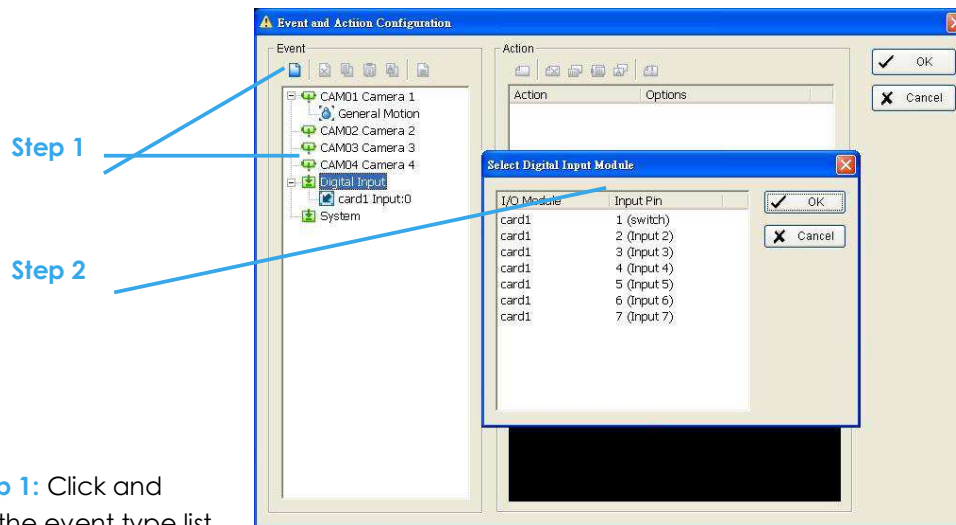 Event and Actiion Configuration
Event
Action
OK
Cancel
Action Options
CAM01 Camera 1
General Motion
CAM02 Camera 2
CAM03 Camera 3
CAM04 Camera 4
Digital Input
card1 Input:0
System
Step 1
Step 2
Select Digital Input Module
I/O Module Input Pin
card1 1 (switch)
card1 2 (Input 2)
card1 3 (Input 3)
card1 4 (Input 4)
card1 5 (Input 5)
card1 6 (Input 6)
card1 7 (Input 7)
OK
Cancel
p 1: Click and
the event type list